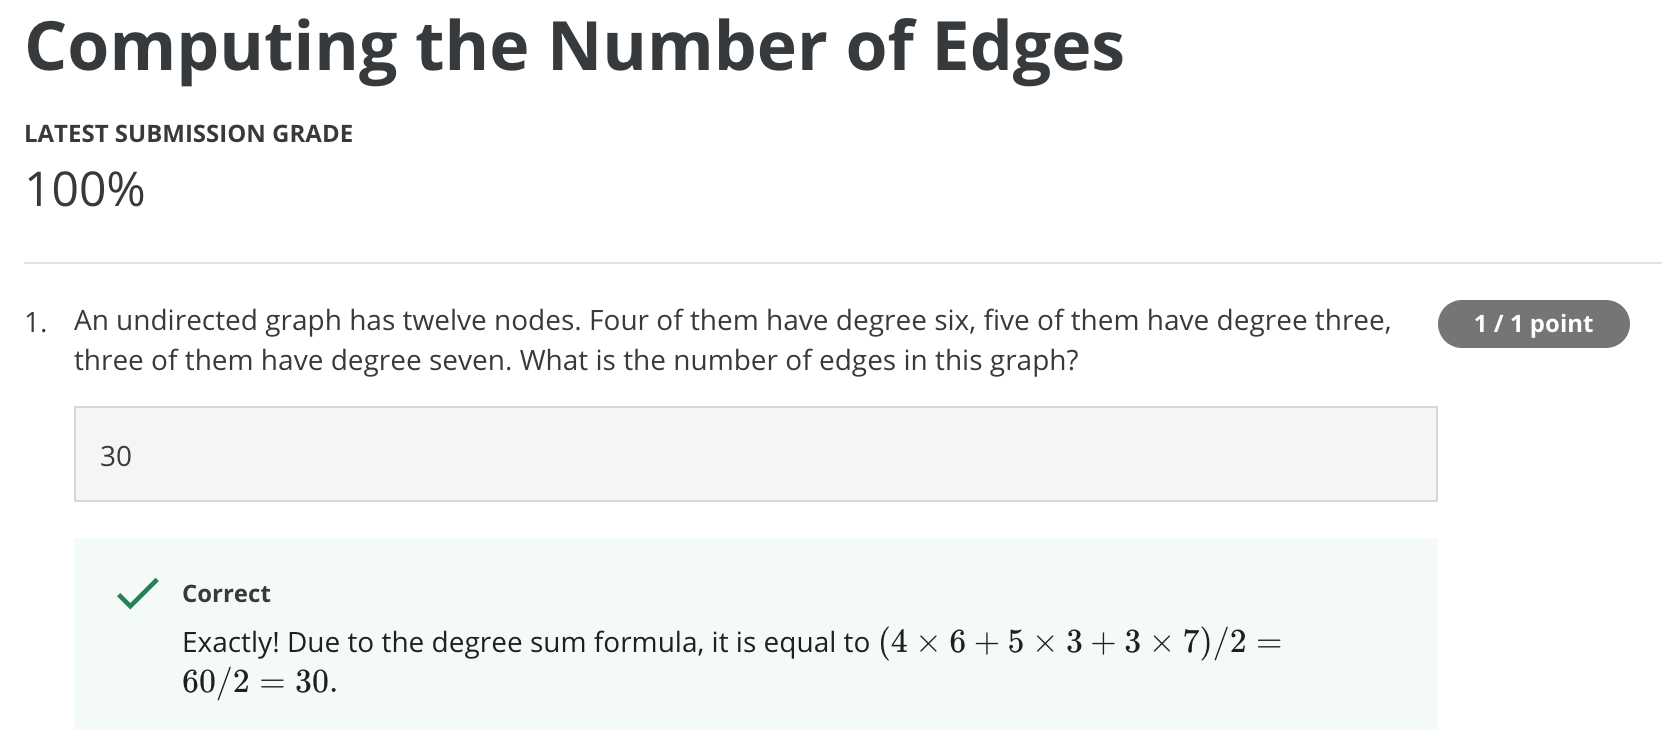 Computing the Number of Edges
LATEST SUBMISSION GRADE
100%
1. An undirected graph has twelve nodes. Four of them have degree six, five of them have degree three,
1 / 1 point
three of them have degree seven. What is the number of edges in this graph?
30
Correct
Exactly! Due to the degree sum formula, it is equal to (4 × 6 + 5 × 3 + 3 × 7)/2 =
60/2 = 30.